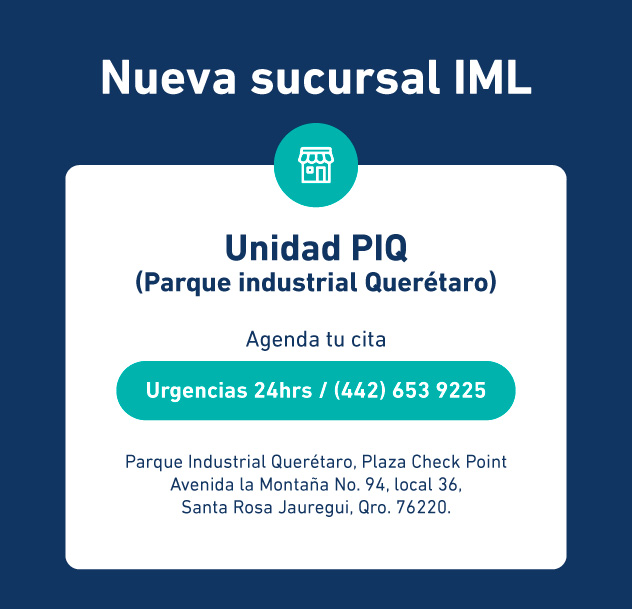 Nueva sucursal IML
Unidad PIQ
(Parque industrial Querétaro)
Agenda tu cita
Urgencias 24hrs / (442) 653 9225
Parque Industrial Querétaro, Plaza Check Point
Avenida la Montaña No. 94, local 36,
Santa Rosa Jauregui, Qro. 76220.